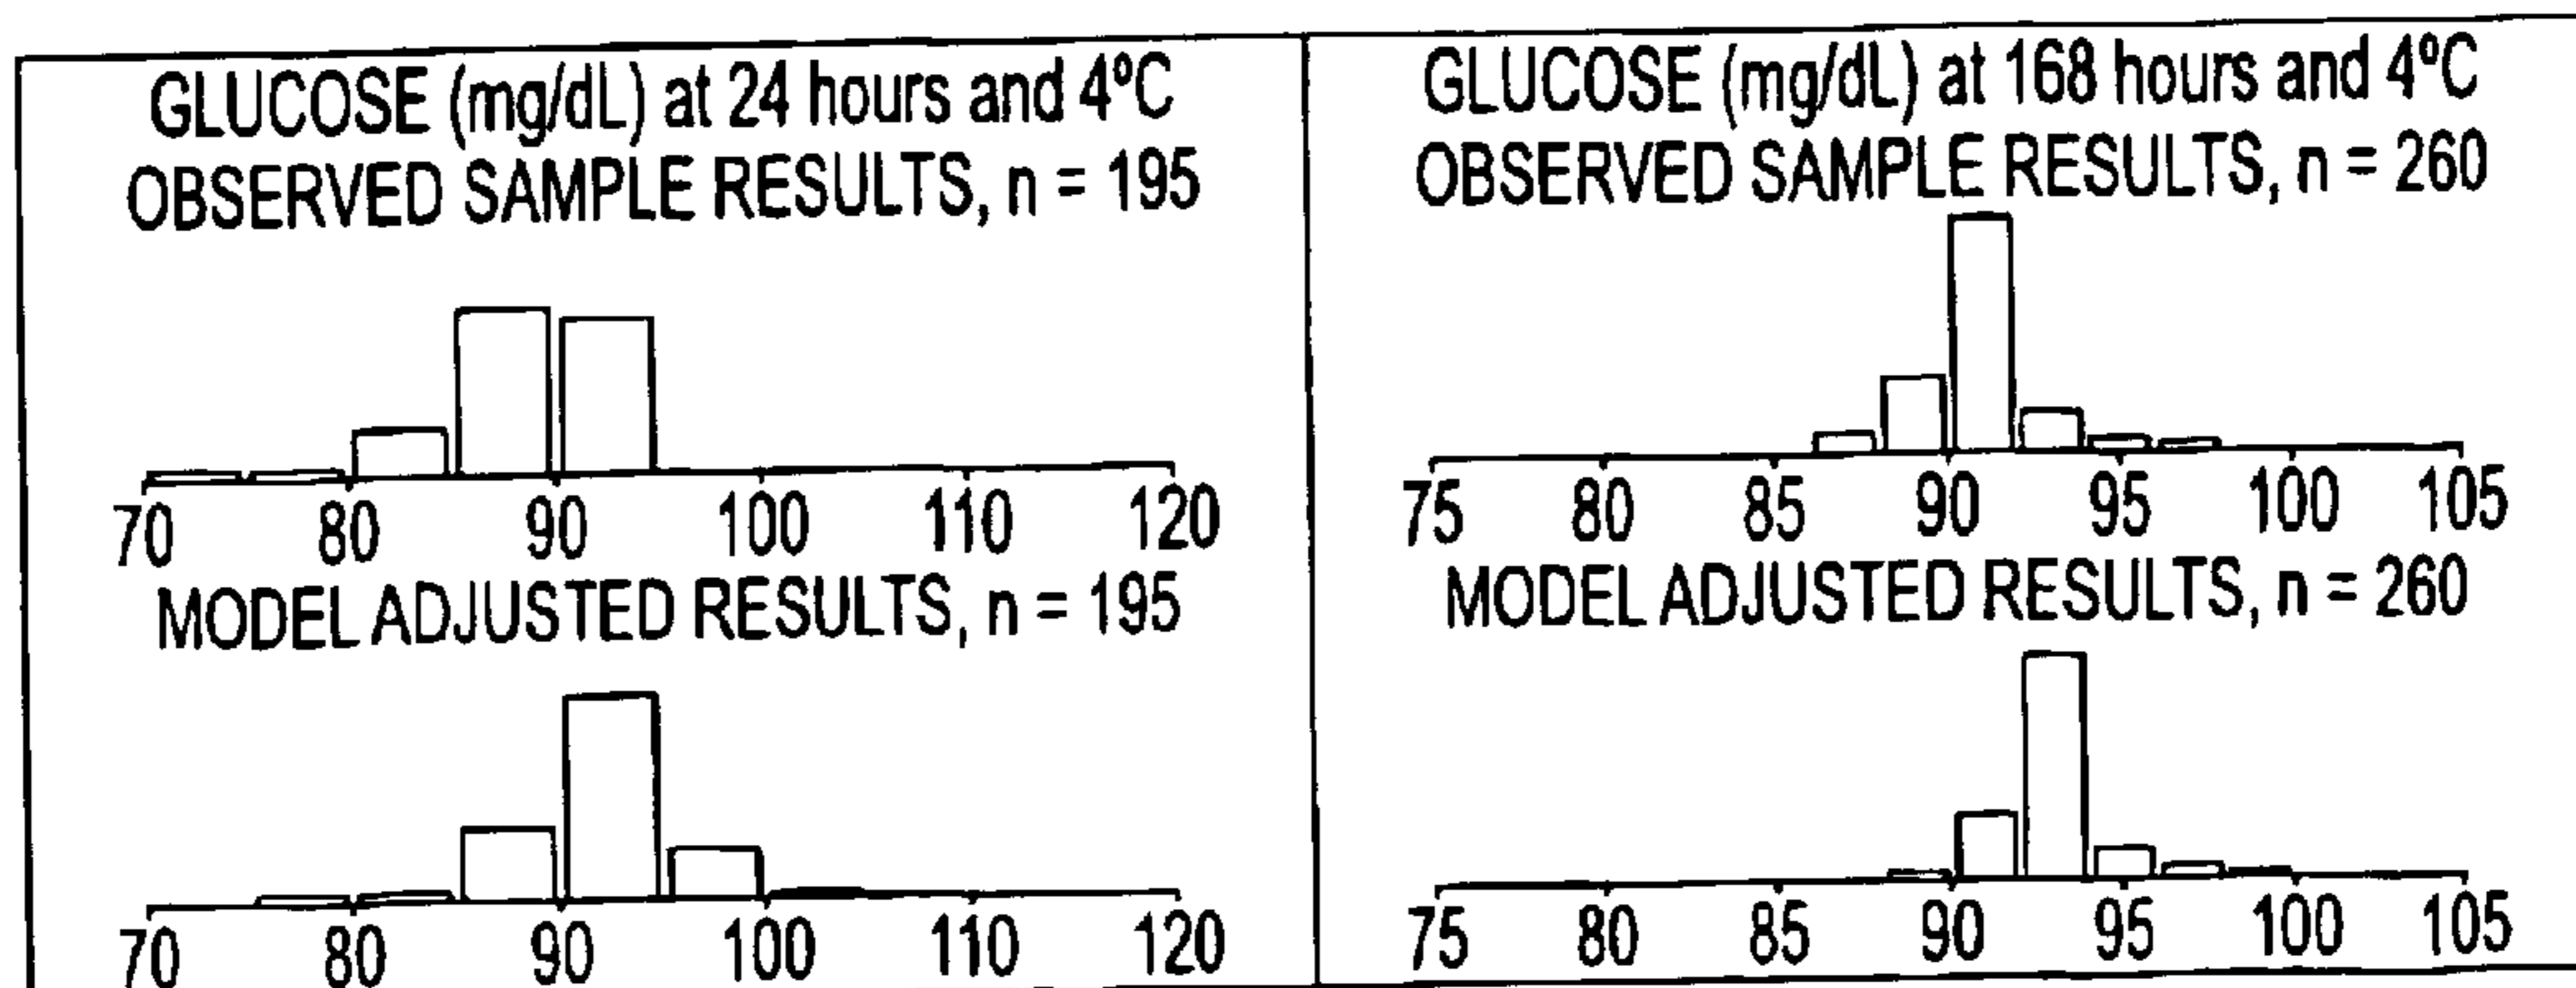 GLUCOSE (mg/dL) at 24 hours and 4ºC
OBSERVED SAMPLE RESULTS, n = 195
70 80 90 100 110 120
MODEL ADJUSTED RESULTS, n = 195
70 80 90 100 110 120
GLUCOSE (mg/dL) at 168 hours and 4ºC
OBSERVED SAMPLE RESULTS, n = 260
75 80 85 90 95 100 105
MODEL ADJUSTED RESULTS, n = 260
75 80 85 90 95 100 105